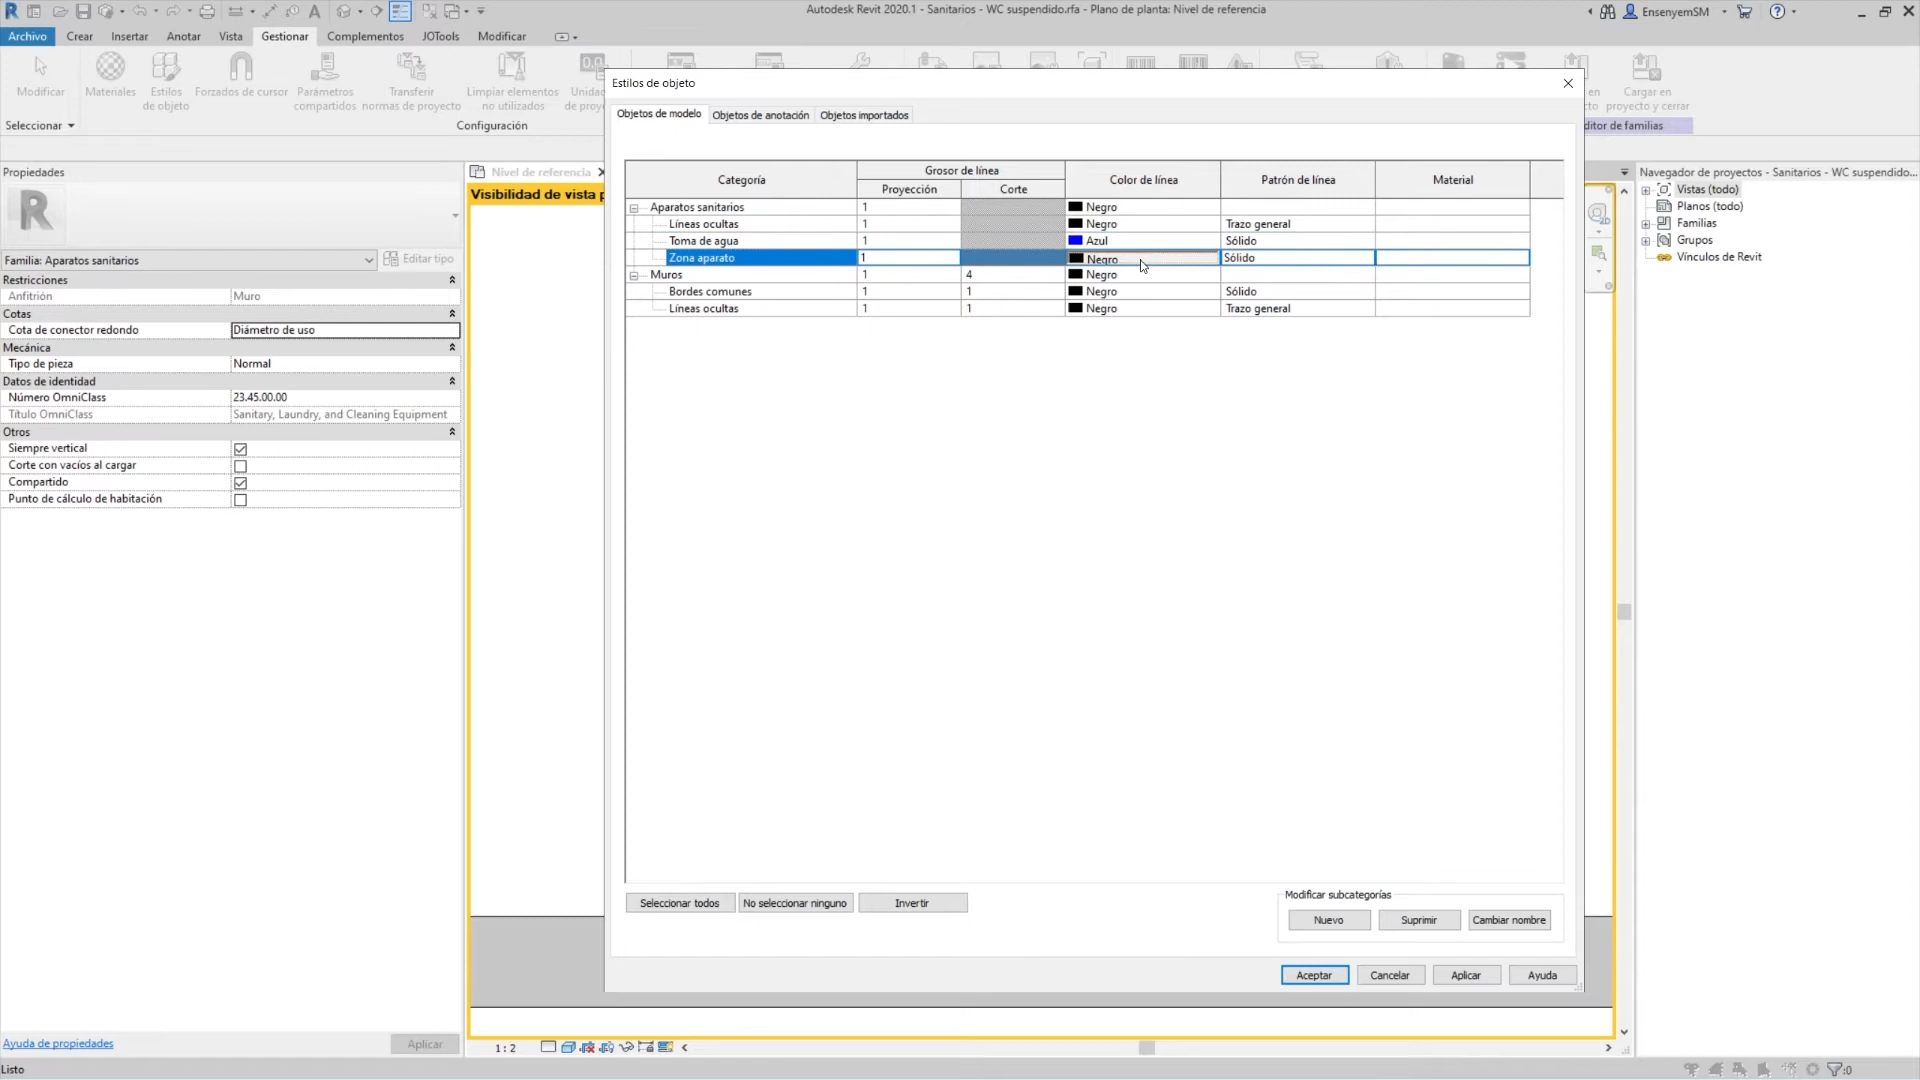 Autodesk Revit 2020.1 - Sanitarios - WC suspendido.rfa - Plano de planta: Nivel de referencia
EnsenyemSM
Archivo Crear Insertar Anotar Vista Gestionar Complementos JOTools Modificar
Modificar
Materiales
Estilos de objeto
Forzados de cursor
Parámetros compartidos
Transferir normas de proyecto
Limpiar elementos no utilizados
Cargar en proyecto y cerrar
Seleccionar
Configuración
Propiedades
Familia: Aparatos sanitarios
Editar tipo
Restricciones
Anfitrión Muro
Cotas
Cota de conector redondo Diámetro de uso
Mecánica
Tipo de pieza Normal
Datos de identidad
Número OmniClass 23.45.00.00
Título OmniClass Sanitary, Laundry, and Cleaning Equipment
Otros
Siempre vertical
Corte con vacíos al cargar
Compartido
Punto de cálculo de habitación
Ayuda de propiedades
Aplicar
Listo
Nivel de referencia
Visibilidad de vista
Estilos de objeto
Objetos de modelo Objetos de anotación Objetos importados
Categoría Grosor de línea Color de línea Patrón de línea Material
Proyección Corte
Aparatos sanitarios 1 Negro
Líneas ocultas 1 Negro Trazo general
Toma de agua 1 Azul Sólido
Zona aparato 1 Negro Sólido
Muros 1 4 Negro
Bordes comunes 1 1 Negro Sólido
Líneas ocultas 1 1 Negro Trazo general
Seleccionar todos No seleccionar ninguno Invertir
Modificar subcategorías
Nuevo Suprimir Cambiar nombre
Aceptar Cancelar Aplicar Ayuda
1 : 2
Navegador de proyectos - Sanitarios - WC suspendido...
Vistas (todo)
Planos (todo)
Familias
Grupos
Vínculos de Revit
:0